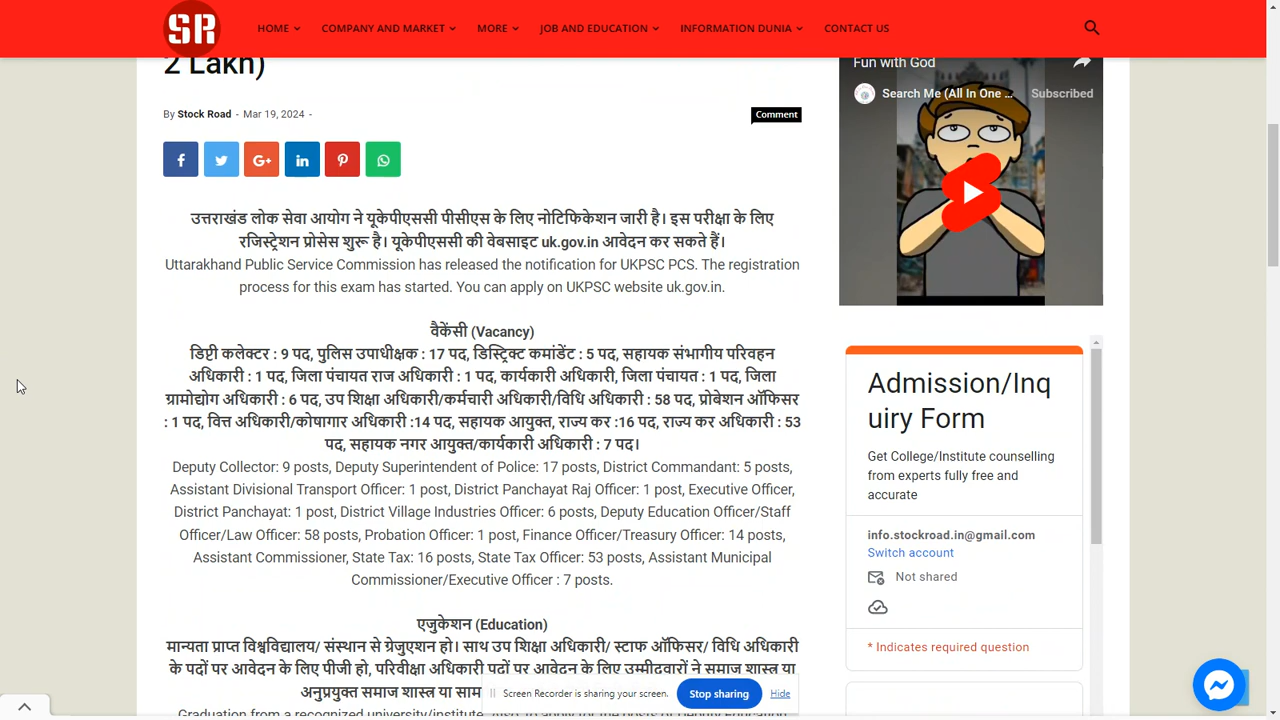 SR
HOME
COMPANY AND MARKET
MORE
JOB AND EDUCATION
INFORMATION DUNIA
CONTACT US
2 Lakh)
By Stock Road - Mar 19, 2024 -
Comment
उत्तराखंड लोक सेवा आयोग ने यूकेपीएससी पीसीएस के लिए नोटिफिकेशन जारी है। इस परीक्षा के लिए
रजिस्ट्रेशन प्रोसेस शुरू है। यूकेपीएससी की वेबसाइट uk.gov.in आवेदन कर सकते हैं।
Uttarakhand Public Service Commission has released the notification for UKPSC PCS. The registration
process for this exam has started. You can apply on UKPSC website uk.gov.in.
वैकेंसी (Vacancy)
डिप्टी कलेक्टर : 9 पद, पुलिस उपाधीक्षक : 17 पद, डिस्ट्रिक्ट कमांडेंट : 5 पद, सहायक संभागीय परिवहन
अधिकारी : 1 पद, जिला पंचायत राज अधिकारी : 1 पद, कार्यकारी अधिकारी, जिला पंचायत : 1 पद, जिला
ग्रामोद्योग अधिकारी : 6 पद, उप शिक्षा अधिकारी/कर्मचारी अधिकारी/विधि अधिकारी : 58 पद, प्रोबेशन ऑफिसर
: 1 पद, वित्त अधिकारी/कोषागार अधिकारी :14 पद, सहायक आयुक्त, राज्य कर :16 पद, राज्य कर अधिकारी : 53
पद, सहायक नगर आयुक्त/कार्यकारी अधिकारी : 7 पद।
Deputy Collector: 9 posts, Deputy Superintendent of Police: 17 posts, District Commandant: 5 posts,
Assistant Divisional Transport Officer: 1 post, District Panchayat Raj Officer: 1 post, Executive Officer,
District Panchayat: 1 post, District Village Industries Officer: 6 posts, Deputy Education Officer/Staff
Officer/Law Officer: 58 posts, Probation Officer: 1 post, Finance Officer/Treasury Officer: 14 posts,
Assistant Commissioner, State Tax: 16 posts, State Tax Officer: 53 posts, Assistant Municipal
Commissioner/Executive Officer : 7 posts.
एजुकेशन (Education)
मान्यता प्राप्त विश्वविद्यालय/ संस्थान से ग्रेजुएशन हो। साथ उप शिक्षा अधिकारी/ स्टाफ ऑफिसर/ विधि अधिकारी
के पदों पर आवेदन के लिए पीजी हो, परिवीक्षा अधिकारी पदों पर आवेदन के लिए उम्मीदवारों ने समाज शास्त्र या
अनुप्रयुक्त समाज शास्त्र या
Graduation from a recognized university/institute.
Fun with God
Search Me (All In One ...
Subscribed
Admission/Inq
uiry Form
Get College/Institute counselling
from experts fully free and
accurate
info.stockroad.in@gmail.com
Switch account
Not shared
* Indicates required question
Screen Recorder is sharing your screen.
Stop sharing
Hide